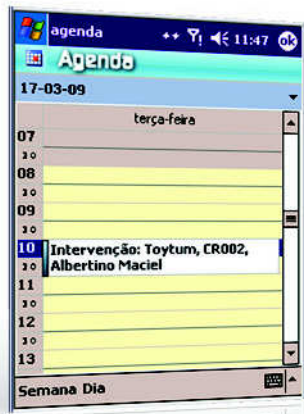 agenda 11:47 ok
Agenda
17-03-09
terça-feira
07
30
08
30
09
30
10 Intervenção: Toytum, CR002,
30 Albertino Maciel
11
30
12
30
13
Semana Dia